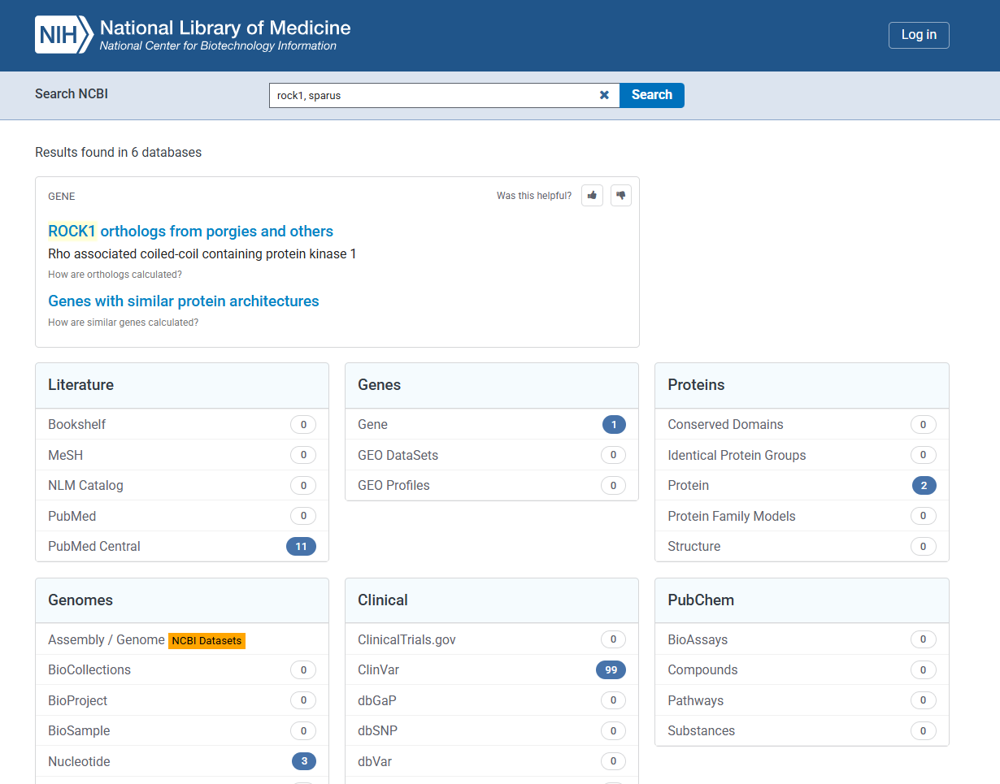 NIH National Library of Medicine
National Center for Biotechnology Information
Log in
Search NCBI
rock1, sparus
Search
Results found in 6 databases
GENE
Was this helpful?
ROCK1 orthologs from porgies and others
Rho associated coiled-coil containing protein kinase 1
How are orthologs calculated?
Genes with similar protein architectures
How are similar genes calculated?
Literature
Bookshelf 0
MeSH 0
NLM Catalog 0
PubMed 0
PubMed Central 11
Genes
Gene 1
GEO DataSets 0
GEO Profiles 0
Proteins
Conserved Domains 0
Identical Protein Groups 0
Protein 2
Protein Family Models 0
Structure 0
Genomes
Assembly / Genome NCBI Datasets
BioCollections 0
BioProject 0
BioSample 0
Nucleotide 3
Clinical
ClinicalTrials.gov 0
ClinVar 99
dbGaP 0
dbSNP 0
dbVar 0
PubChem
BioAssays 0
Compounds 0
Pathways 0
Substances 0